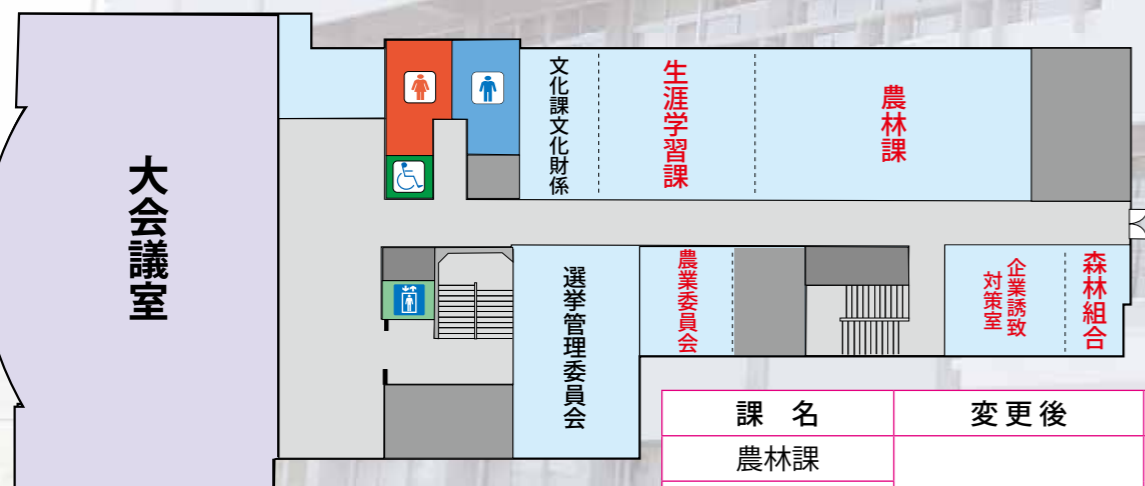 大会議室
文化課文化財係
生涯学習課
農林課
選挙管理委員会
農業委員会
企業誘致
対策室
森林組合
課 名
変更後
農林課